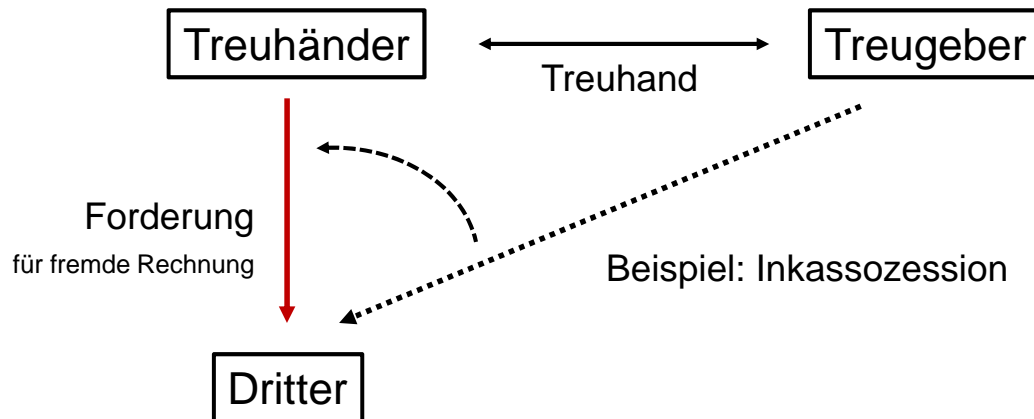 Treuhänder
Treugeber
Treuhand
Forderung
für fremde Rechnung
Beispiel: Inkassozession
Dritter